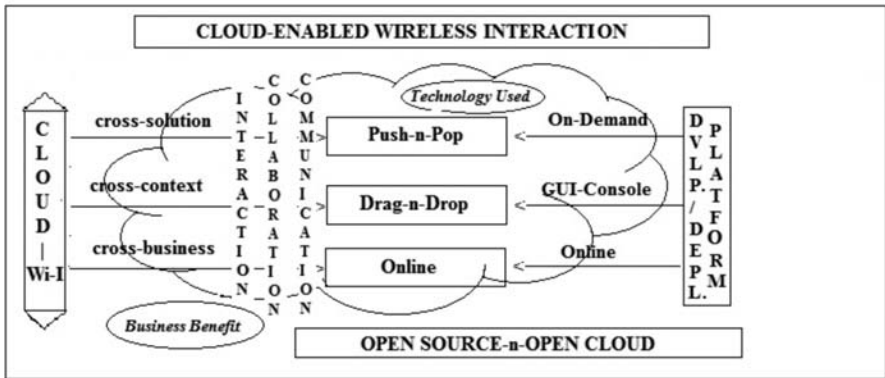 CLOUD-ENABLED WIRELESS INTERACTION
Technology Used
CLOUD|Wi-I
cross-solution
cross-context
cross-business
INTERACTION
COLLABORATION
COMMUNICATION
Push-n-Pop
Drag-n-Drop
Online
On-Demand
GUI-Console
Online
DVLP./DEPL.
PLATFORM
Business Benefit
OPEN SOURCE-n-OPEN CLOUD